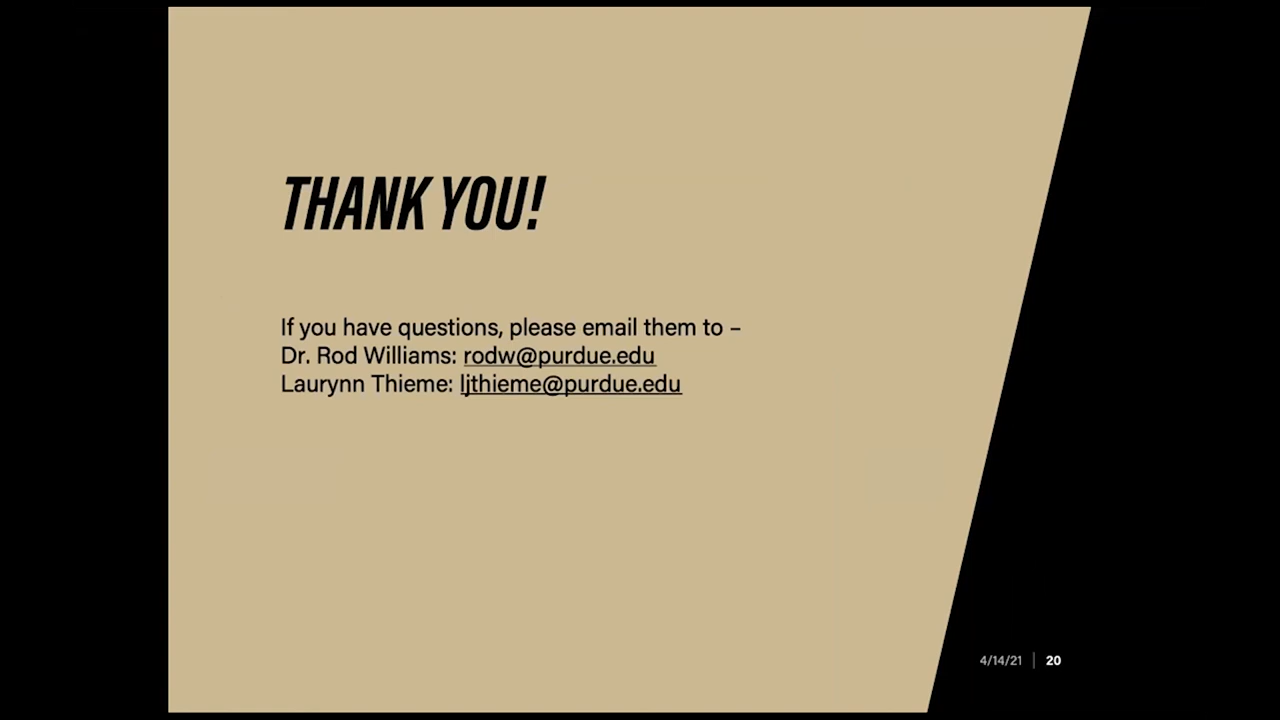 THANK YOU!
If you have questions, please email them to –
Dr. Rod Williams: rodw@purdue.edu
Laurynn Thieme: ljthieme@purdue.edu
4/14/21 | 20